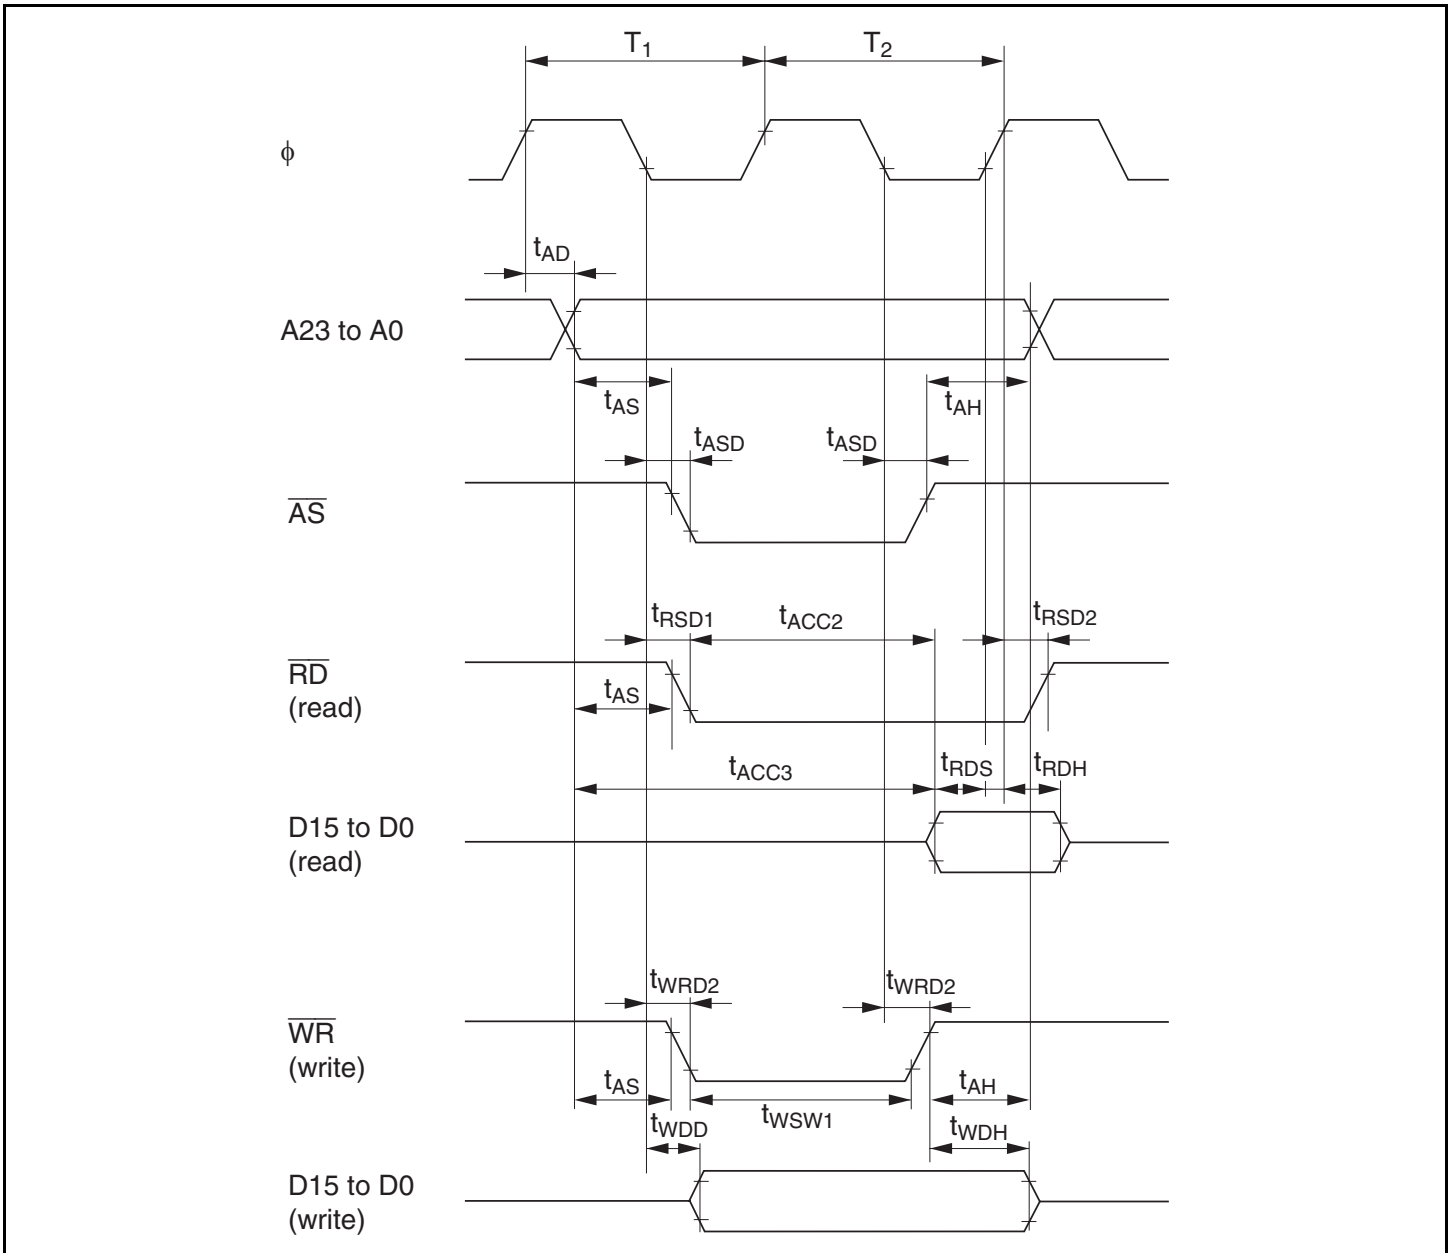 T1 T2
ϕ
tAD
A23 to A0
tAS tAH
tASD tASD
AS
tRSD1 tACC2 tRSD2
RD
(read)
tAS
tACC3 tRDS tRDH
D15 to D0
(read)
tWRD2 tWRD2
WR
(write)
tAS tWSW1 tAH
tWDD tWDH
D15 to D0
(write)